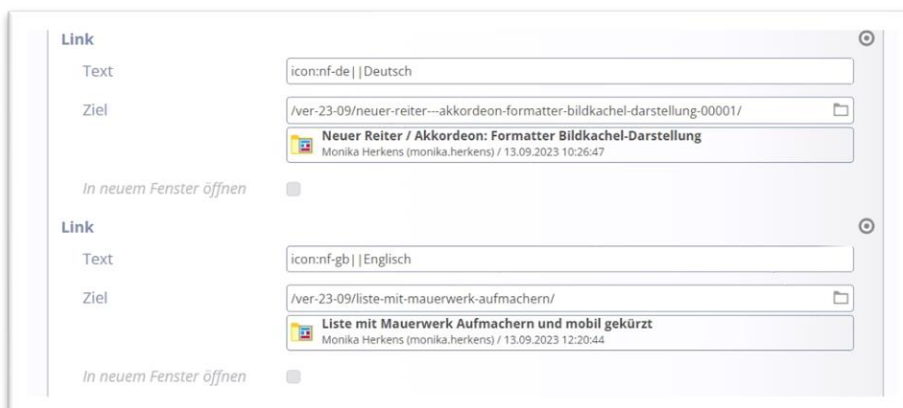 Link
Text
icon:nf-de||Deutsch
Ziel
/ver-23-09/neuer-reiter---akkordeon-formatter-bildkachel-darstellung-00001/
Neuer Reiter / Akkordeon: Formatter Bildkachel-Darstellung
Monika Herkens (monika.herkens) / 13.09.2023 10:26:47
In neuem Fenster öffnen
Link
Text
icon:nf-gb||Englisch
Ziel
/ver-23-09/liste-mit-mauerwerk-aufmachern/
Liste mit Mauerwerk Aufmachern und mobil gekürzt
Monika Herkens (monika.herkens) / 13.09.2023 12:20:44
In neuem Fenster öffnen